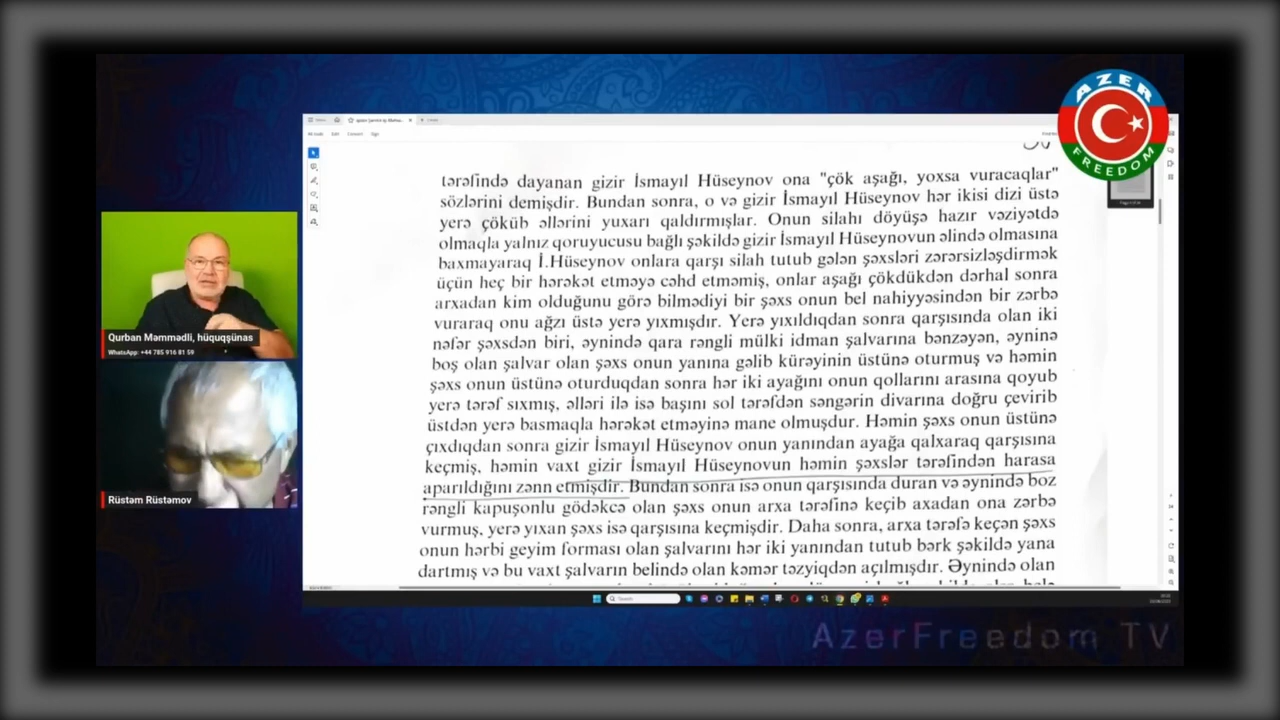 AZER
FREEDOM
tərəfində dayanan gizir İsmayıl Hüseynov ona "çök aşağı, yoxsa vuracaqlar"
sözlərini demişdir. Bundan sonra, o və gizir İsmayıl Hüseynov hər ikisi dizi üstə
yerə çöküb əllərini yuxarı qaldırmışlar. Onun silahı döyüşə hazır vəziyətdə
olmaqla yalnız qoruyucusu bağlı şəkildə gizir İsmayıl Hüseynovun əlində olmasına
baxmayaraq İ.Hüseynov onlara qarşı silah tutub gələn şəxsləri zərərsizləşdirmək
üçün heç bir hərəkət etməyə cəhd etməmiş, onlar aşağı çökdükdən dərhal sonra
arxadan kim olduğunu görə bilmədiyi bir şəxs onun bel nahiyyəsindən bir zərbə
vuraraq onu ağzı üstə yerə yıxmışdır. Yerə yıxıldıqdan sonra qarşısında olan iki
nəfər şəxsdən biri, əynində qara rəngli mülki idman şalvarına bənzəyən, əyninə
boş olan şalvar olan şəxs onun yanına gəlib kürəyinin üstünə oturmuş və həmin
şəxs onun üstünə oturduqdan sonra hər iki ayağını onun qollarını arasına qoyub
yerə tərəf sıxmış, əlləri ilə isə başını sol tərəfdən səngərin divarına doğru çevirib
üstdən yerə basmaqla hərəkət etməyinə mane olmuşdur. Həmin şəxs onun üstünə
çıxdıqdan sonra gizir İsmayıl Hüseynov onun yanından ayağa qalxaraq qarşısına
keçmiş, həmin vaxt gizir İsmayıl Hüseynovun həmin şəxslər tərəfindən harasa
aparıldığını zənn etmişdir. Bundan sonra isə onun qarşısında duran və əynində boz
rəngli kapuşonlu gödəkcə olan şəxs onun arxa tərəfinə keçib axadan ona zərbə
vurmuş, yerə yıxan şəxs isə qarşısına keçmişdir. Daha sonra, arxa tərəfə keçən şəxs
onun hərbi geyim forması olan şalvarını hər iki yanından tutub bərk şəkildə yana
dartmış və bu vaxt şalvarın belində olan kəmər təzyiqdən açılmışdır. Əynində olan
Qurban Məmmədli, hüquqşünas
WhatsApp: +44 785 916 81 59
Rüstəm Rüstəmov
Search
AzerFreedom TV